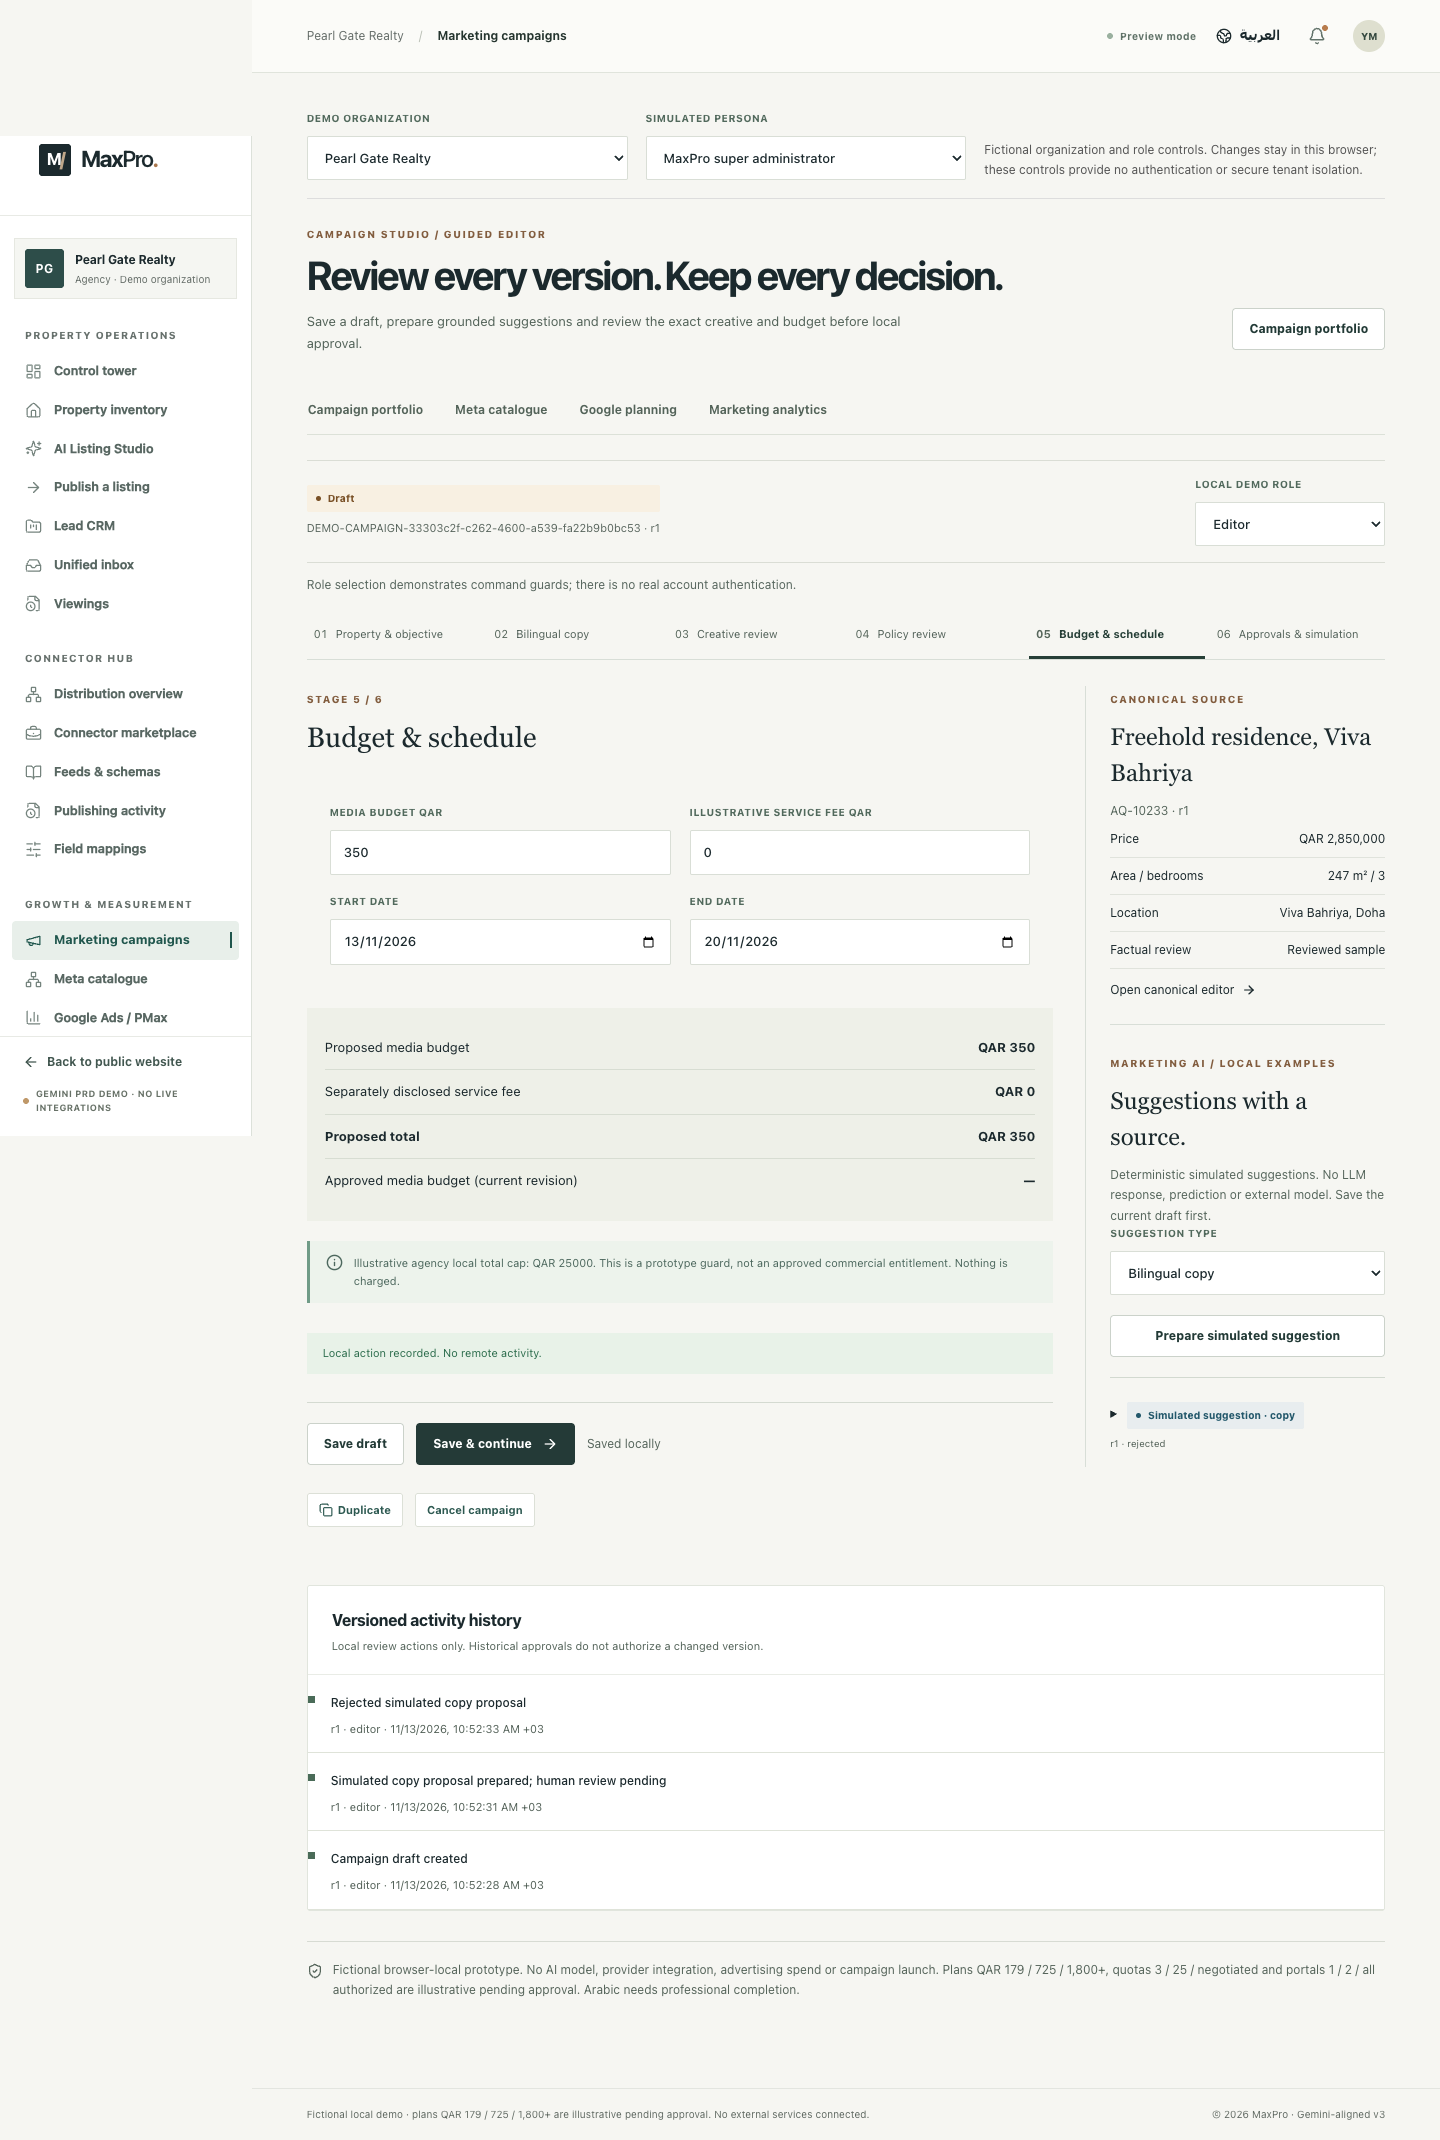 Pearl Gate Realty / Marketing campaigns
Preview mode
العربية
YM
M/ MaxPro.
PG
Pearl Gate Realty
Agency · Demo organization
PROPERTY OPERATIONS
Control tower
Property inventory
AI Listing Studio
Publish a listing
Lead CRM
Unified inbox
Viewings
CONNECTOR HUB
Distribution overview
Connector marketplace
Feeds & schemas
Publishing activity
Field mappings
GROWTH & MEASUREMENT
Marketing campaigns
Meta catalogue
Google Ads / PMax
Back to public website
GEMINI PRD DEMO · NO LIVE
INTEGRATIONS
DEMO ORGANIZATION
Pearl Gate Realty
SIMULATED PERSONA
MaxPro super administrator
Fictional organization and role controls. Changes stay in this browser;
these controls provide no authentication or secure tenant isolation.
CAMPAIGN STUDIO / GUIDED EDITOR
Review every version. Keep every decision.
Save a draft, prepare grounded suggestions and review the exact creative and budget before local
approval.
Campaign portfolio
Campaign portfolio
Meta catalogue
Google planning
Marketing analytics
Draft
DEMO-CAMPAIGN-33303c2f-c262-4600-a539-fa22b9b0bc53 · r1
LOCAL DEMO ROLE
Editor
Role selection demonstrates command guards; there is no real account authentication.
01 Property & objective
02 Bilingual copy
03 Creative review
04 Policy review
05 Budget & schedule
06 Approvals & simulation
STAGE 5 / 6
Budget & schedule
MEDIA BUDGET QAR
350
ILLUSTRATIVE SERVICE FEE QAR
0
START DATE
13/11/2026
END DATE
20/11/2026
Proposed media budget QAR 350
Separately disclosed service fee QAR 0
Proposed total QAR 350
Approved media budget (current revision) —
Illustrative agency local total cap: QAR 25000. This is a prototype guard, not an approved commercial entitlement. Nothing is
charged.
Local action recorded. No remote activity.
Save draft
Save & continue
Saved locally
Duplicate
Cancel campaign
CANONICAL SOURCE
Freehold residence, Viva
Bahriya
AQ-10233 · r1
Price QAR 2,850,000
Area / bedrooms 247 m² / 3
Location Viva Bahriya, Doha
Factual review Reviewed sample
Open canonical editor
MARKETING AI / LOCAL EXAMPLES
Suggestions with a
source.
Deterministic simulated suggestions. No LLM
response, prediction or external model. Save the
current draft first.
SUGGESTION TYPE
Bilingual copy
Prepare simulated suggestion
Simulated suggestion · copy
r1 · rejected
Versioned activity history
Local review actions only. Historical approvals do not authorize a changed version.
Rejected simulated copy proposal
r1 · editor · 11/13/2026, 10:52:33 AM +03
Simulated copy proposal prepared; human review pending
r1 · editor · 11/13/2026, 10:52:31 AM +03
Campaign draft created
r1 · editor · 11/13/2026, 10:52:28 AM +03
Fictional browser-local prototype. No AI model, provider integration, advertising spend or campaign launch. Plans QAR 179 / 725 / 1,800+, quotas 3 / 25 / negotiated and portals 1 / 2 / all
authorized are illustrative pending approval. Arabic needs professional completion.
Fictional local demo · plans QAR 179 / 725 / 1,800+ are illustrative pending approval. No external services connected.
© 2026 MaxPro · Gemini-aligned v3